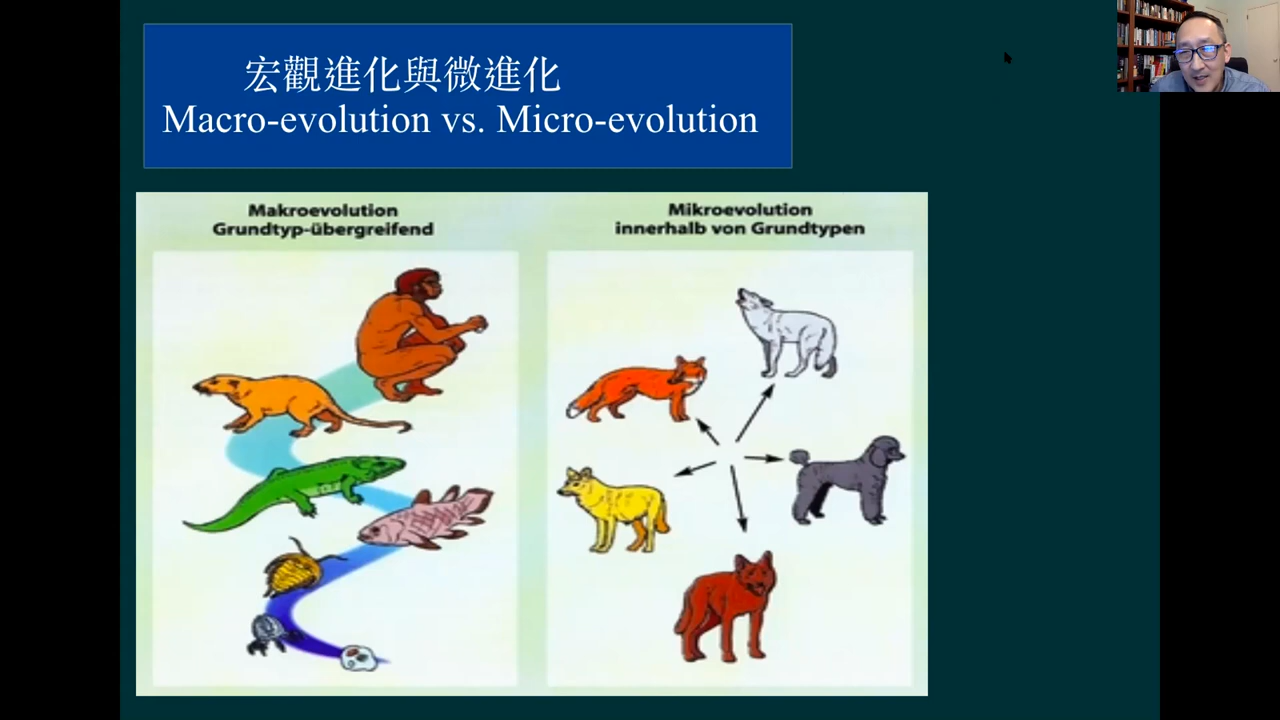 宏觀進化與微進化
Macro-evolution vs. Micro-evolution
Makroevolution
Grundtyp-übergreifend
Mikroevolution
innerhalb von Grundtypen